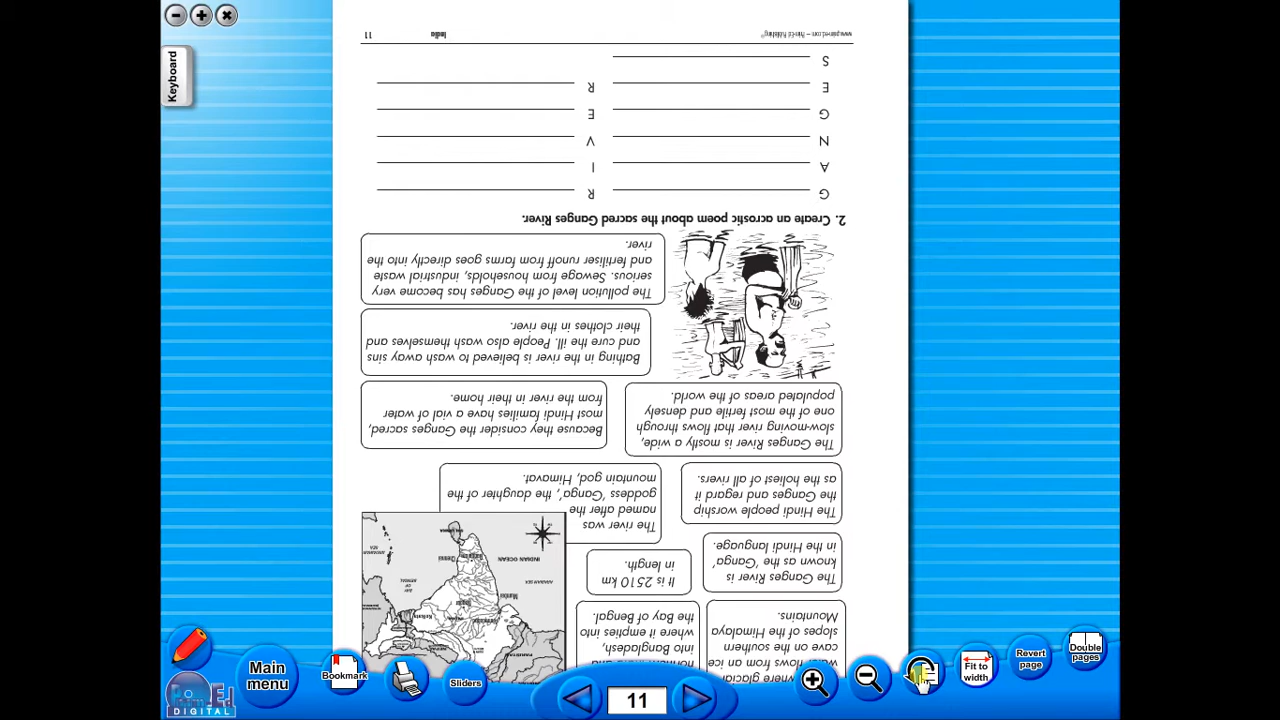 Keyboard
slopes of the Himalaya
Mountains.
into Bangladesh,
where it empties into
the Bay of Bengal.
The Ganges River is
known as the 'Ganga'
in the Hindi language.
It is 2510 km
in length.
The Hindi people worship
the Ganges and regard it
as the holiest of all rivers.
The river was
named after the
goddess 'Ganga', the daughter of the
mountain god, Himavat.
INDIAN OCEAN
Mumbai
Kolkata
The Ganges River is mostly a wide,
slow-moving river that flows through
one of the most fertile and densely
populated areas of the world.
Because they consider the Ganges sacred,
most Hindi families have a vial of water
from the river in their home.
Bathing in the river is believed to wash away sins
and cure the ill. People also wash themselves and
their clothes in the river.
The pollution level of the Ganges has become very
serious. Sewage from households, industrial waste
and fertiliser runoff from farms goes directly into the
river.
2. Create an acrostic poem about the sacred Ganges River.
G
A
N
G
E
S
R
I
V
E
R
India
11
Main
menu
Bookmark
Sliders
11
Fit to
width
Revert
page
Double
pages
DIGITAL